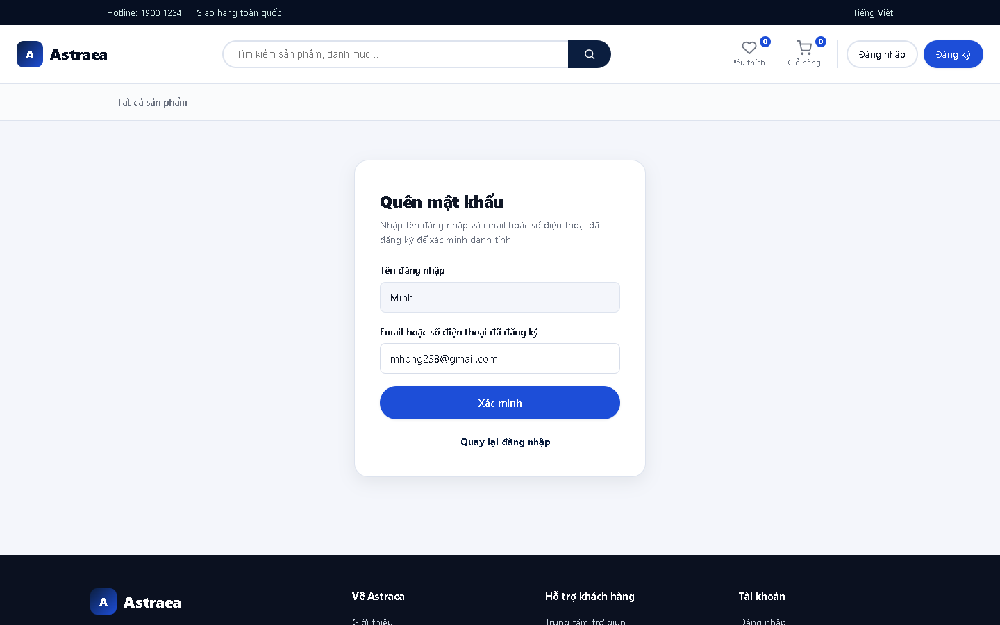 Hotline: 1900 1234 Giao hàng toàn quốc Tiếng Việt
A Astraea
Tìm kiếm sản phẩm, danh mục...
0
Yêu thích
0
Giỏ hàng
Đăng nhập
Đăng ký
Tất cả sản phẩm
Quên mật khẩu
Nhập tên đăng nhập và email hoặc số điện thoại đã
đăng ký để xác minh danh tính.
Tên đăng nhập
Minh
Email hoặc số điện thoại đã đăng ký
mhong238@gmail.com
Xác minh
← Quay lại đăng nhập
A Astraea
Về Astraea
Giới thiệu
Hỗ trợ khách hàng
Trung tâm trợ giúp
Tài khoản
Đăng nhập